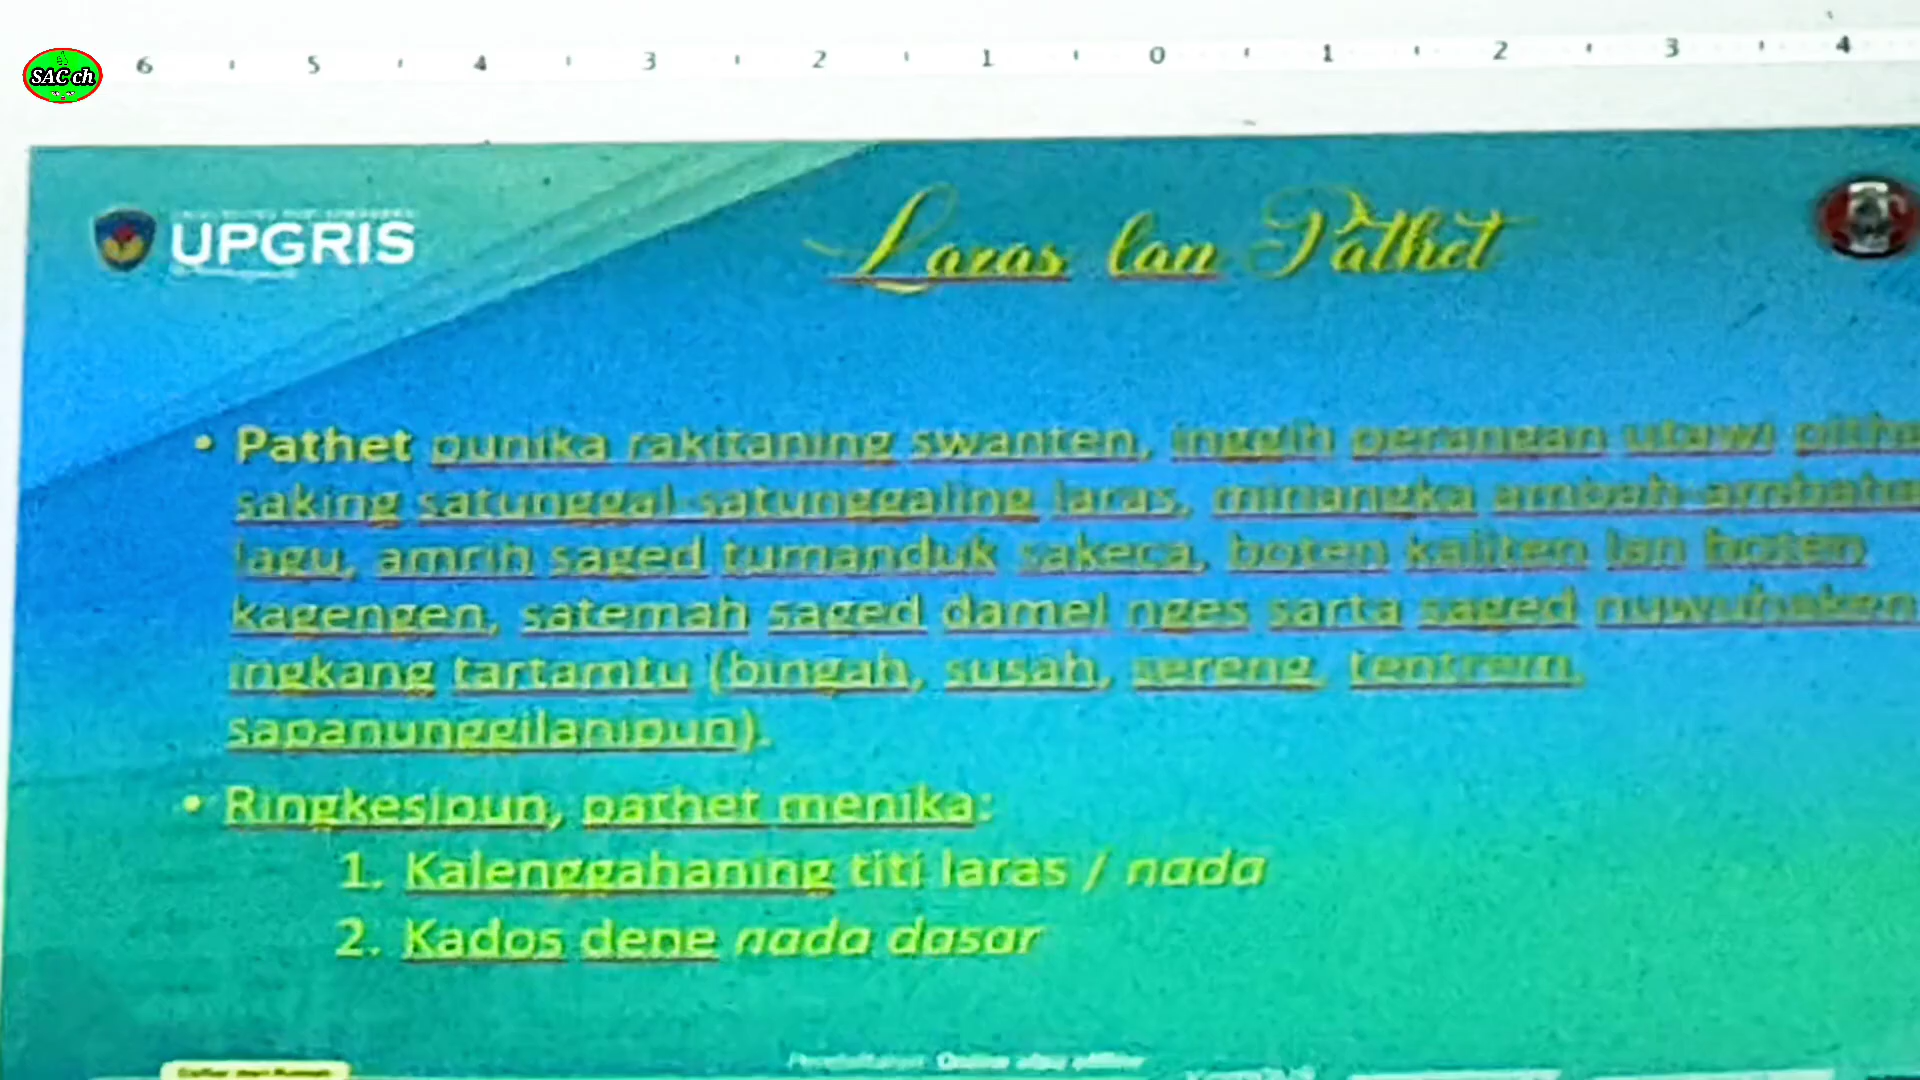 6 5 4 3 2 1 0 1 2 3 4
SAC ch
UPGRIS
Laras lan Pathet
• Pathet punika rakitaning swanten, inggih perangan utawi
saking satunggal-satunggaling laras, minangka ambah-ambahan
lagu, amrih saged tumanduk sakeca, boten kaliten lan boten
kagengen, satemah saged damel nges sarta saged nuwuhaken
ingkang tartamtu (bingah, susah, sereng, tentrem,
sapanunggilanipun).
• Ringkesipun, pathet menika:
1. Kalenggahaning titi laras / nada
2. Kados dene nada dasar